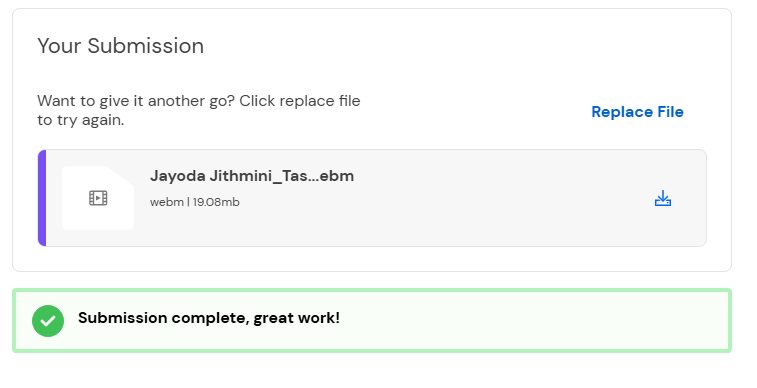 Your Submission
Want to give it another go? Click replace file
to try again.
Replace File
Jayoda Jithmini_Tas...ebm
webm | 19.08mb
Submission complete, great work!